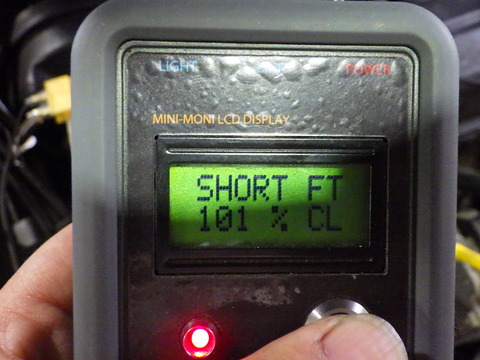 LIGHT
POWER
MINI-MONI LCD DISPLAY
SHORT FT
101 % CL